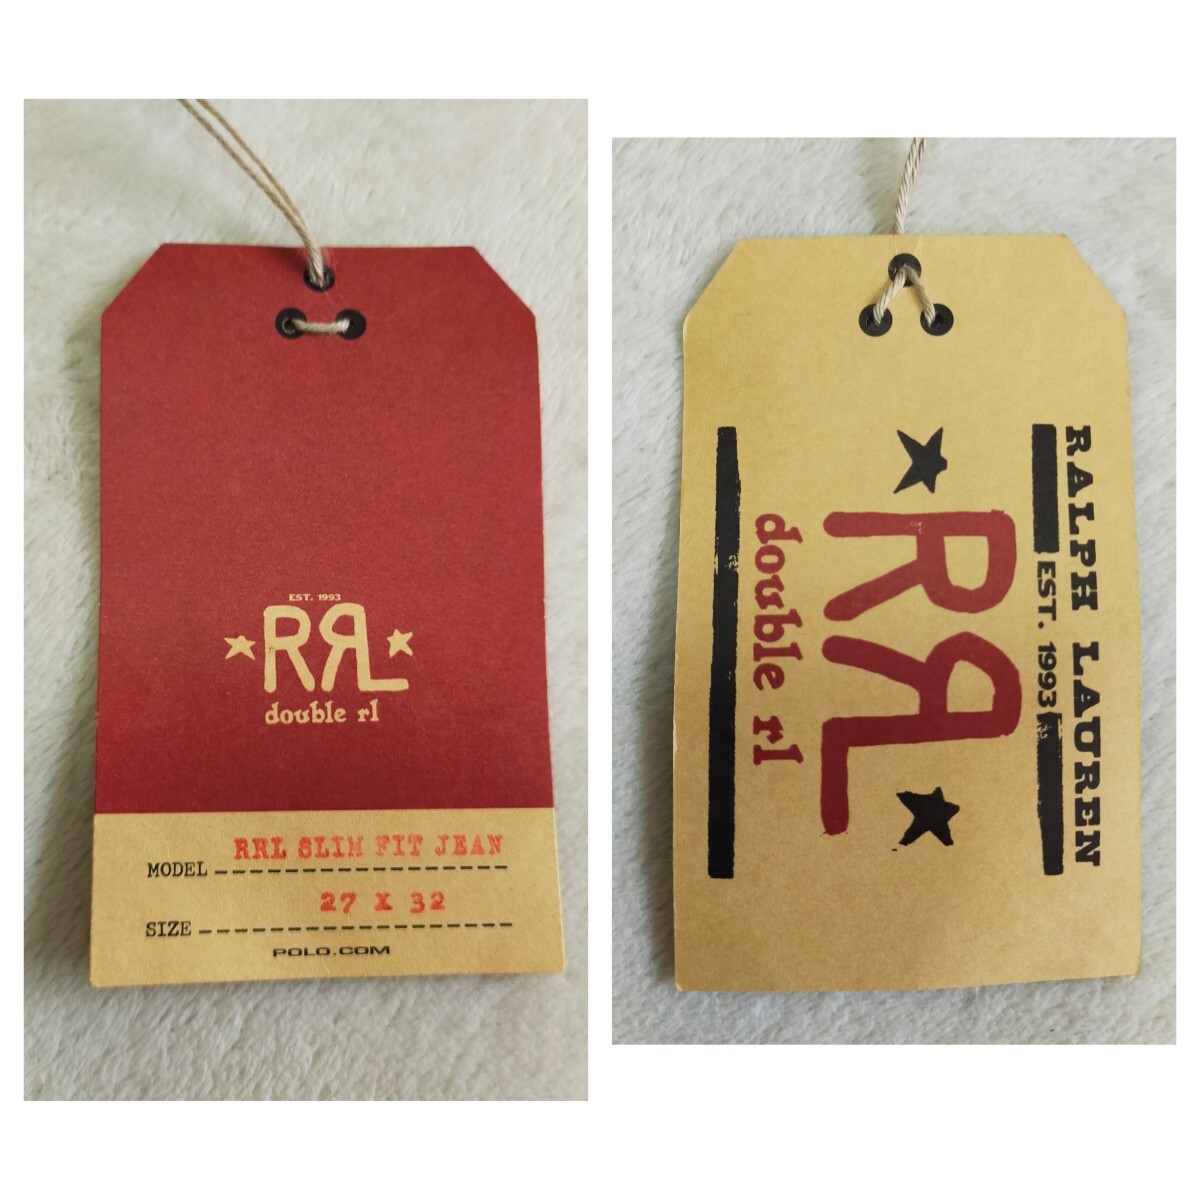 EST. 1993
RRL
double rl
MODEL RRL SLIM FIT JEAN
SIZE 27 X 32
POLO.COM
RALPH LAUREN
EST. 1993
RRL
double rl